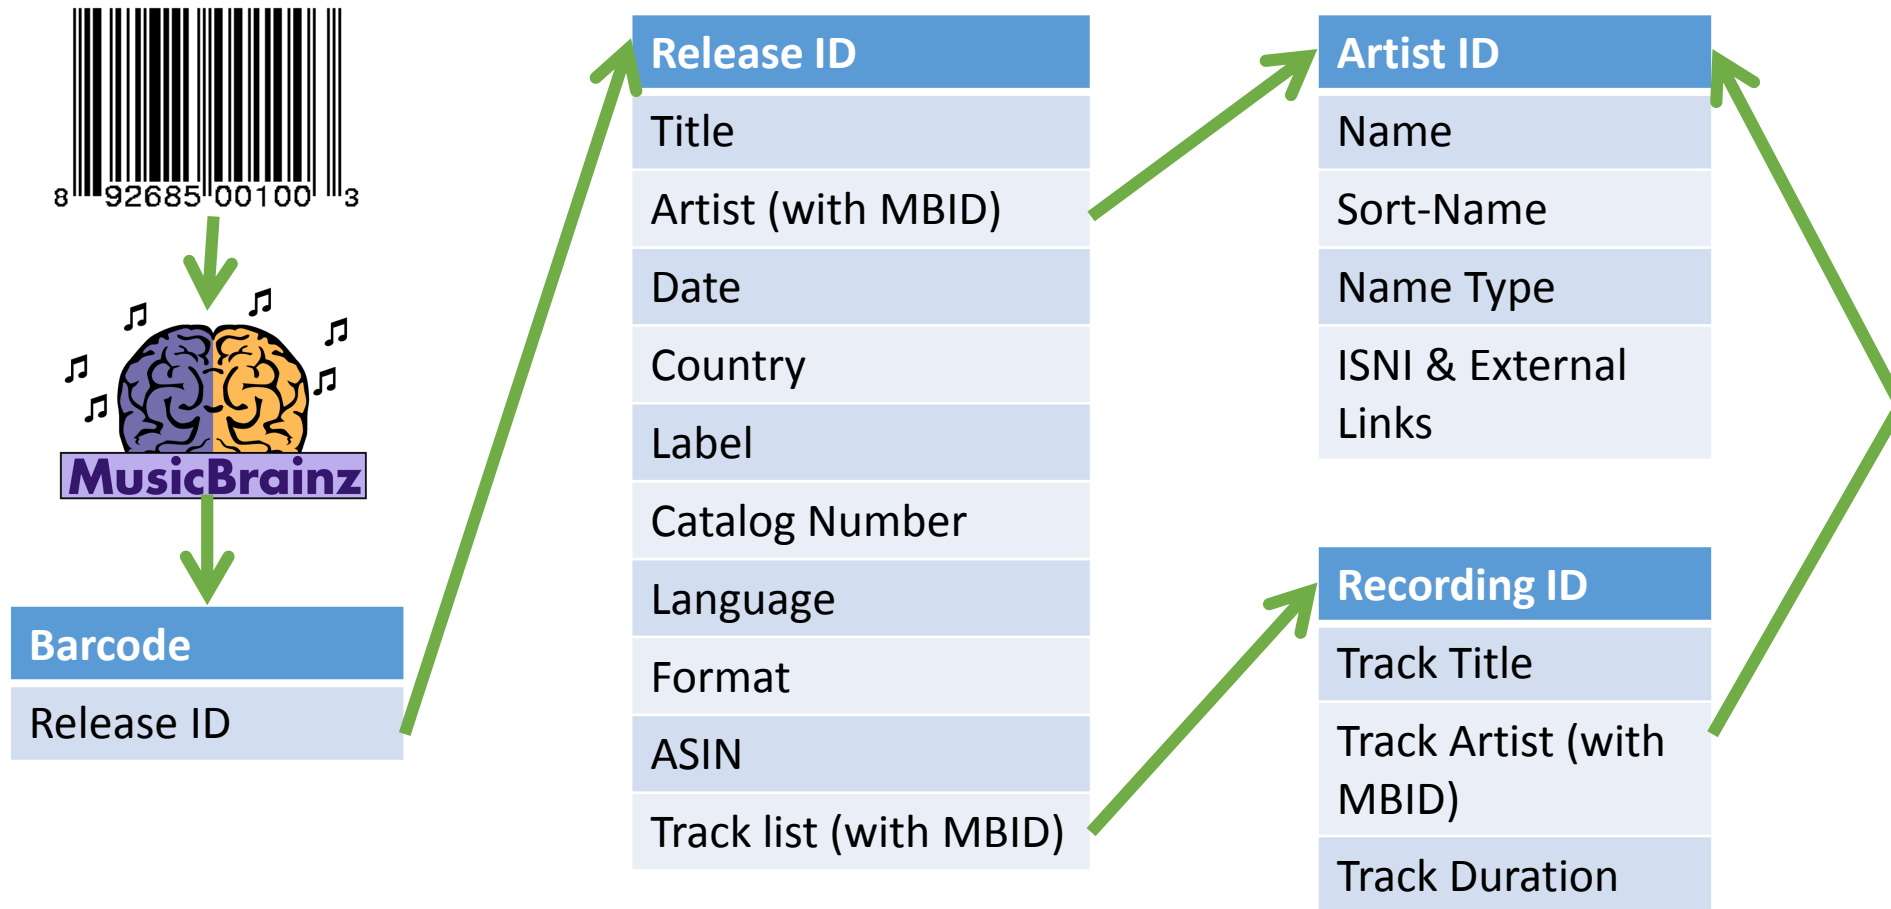 8 92685 00100 3
MusicBrainz
Barcode
Release ID
Release ID
Title
Artist (with MBID)
Date
Country
Label
Catalog Number
Language
Format
ASIN
Track list (with MBID)
Artist ID
Name
Sort-Name
Name Type
ISNI & External
Links
Recording ID
Track Title
Track Artist (with
MBID)
Track Duration